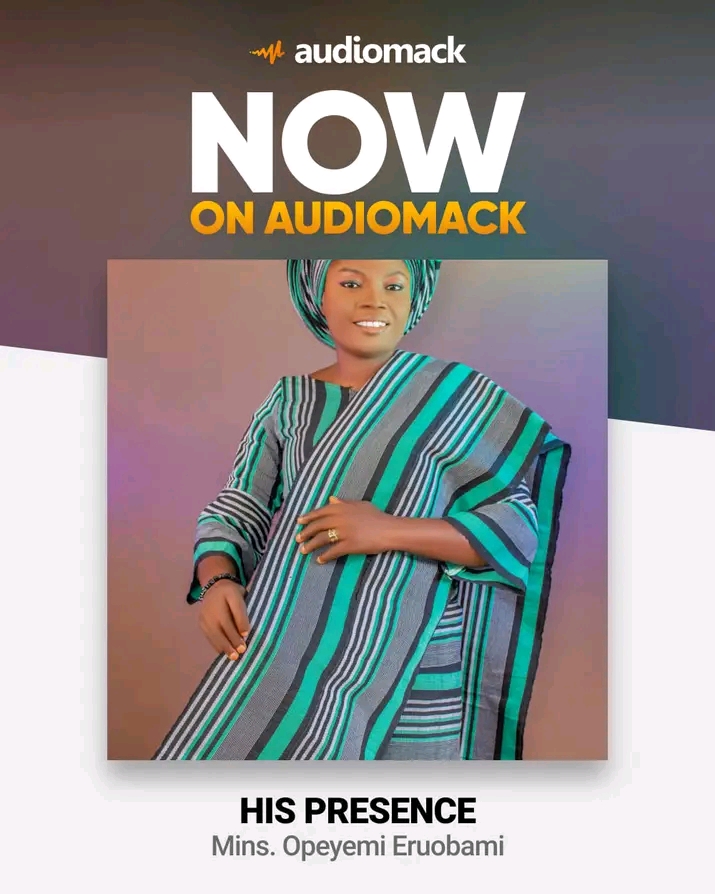 audiomack
NOW
ON AUDIOMACK
HIS PRESENCE
Mins. Opeyemi Eruobami